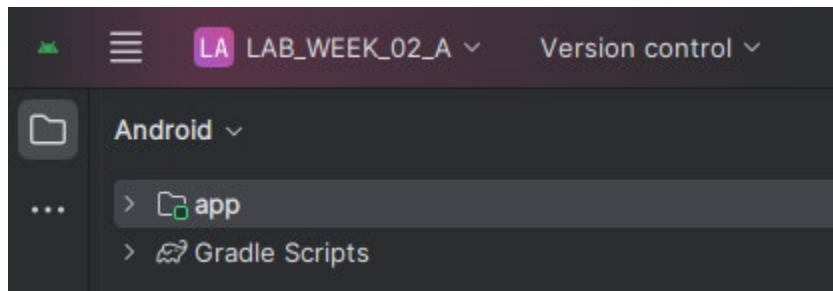 LA LAB_WEEK_02_A Version control
Android
app
Gradle Scripts